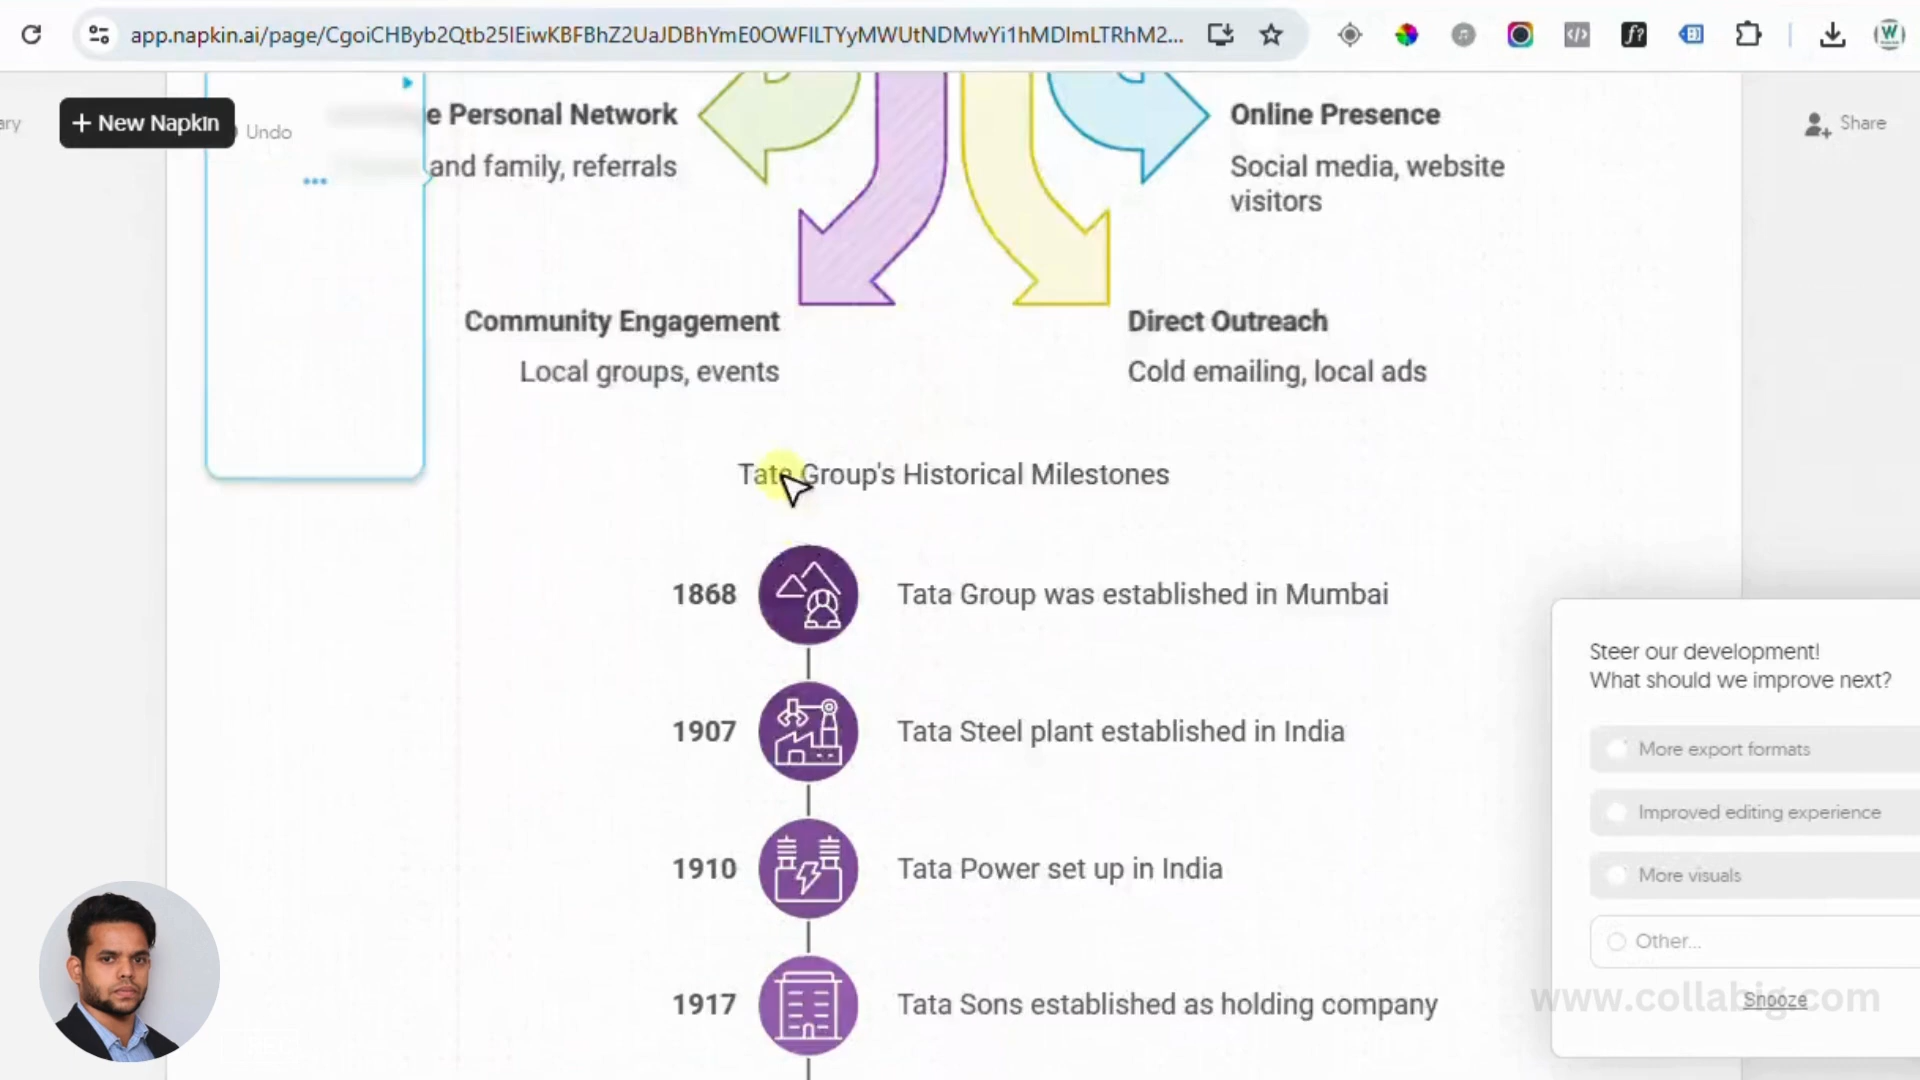 app.napkin.ai/page/CgoiCHByb2Qtb25lEiwKBFBhZ2UaJDBhYmE0OWFlLTYyMWUtNDMwYi1hMDlmLTRhM2...
ary
+ New Napkin
Undo
Share
e Personal Network
and family, referrals
Online Presence
Social media, website
visitors
Community Engagement
Local groups, events
Direct Outreach
Cold emailing, local ads
Tata Group's Historical Milestones
1868 Tata Group was established in Mumbai
1907 Tata Steel plant established in India
1910 Tata Power set up in India
1917 Tata Sons established as holding company
Steer our development!
What should we improve next?
More export formats
Improved editing experience
More visuals
Other...
Snooze
www.collabig.com